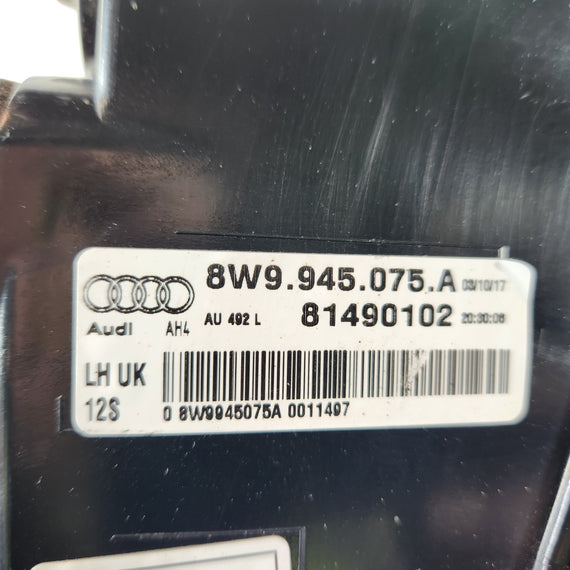 8W9.945.075.A 03/10/17
Audi AH4 AU 492 L 81490102 20:30:08
LH UK
12S
0 8W9945075A 0011497